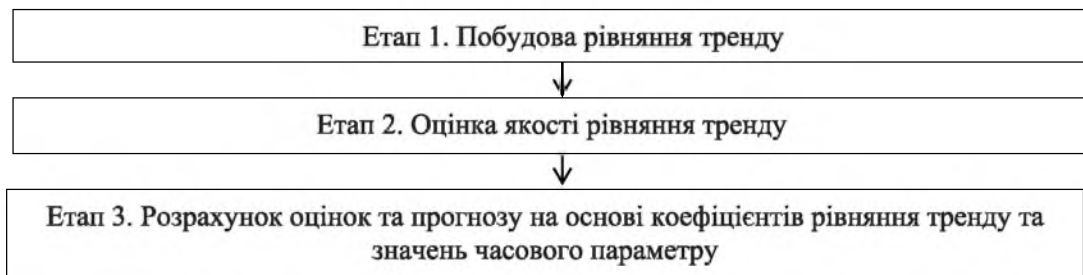 Етап 1. Побудова рівняння тренду
Етап 2. Оцінка якості рівняння тренду
Етап 3. Розрахунок оцінок та прогнозу на основі коефіцієнтів рівняння тренду та
значень часового параметру